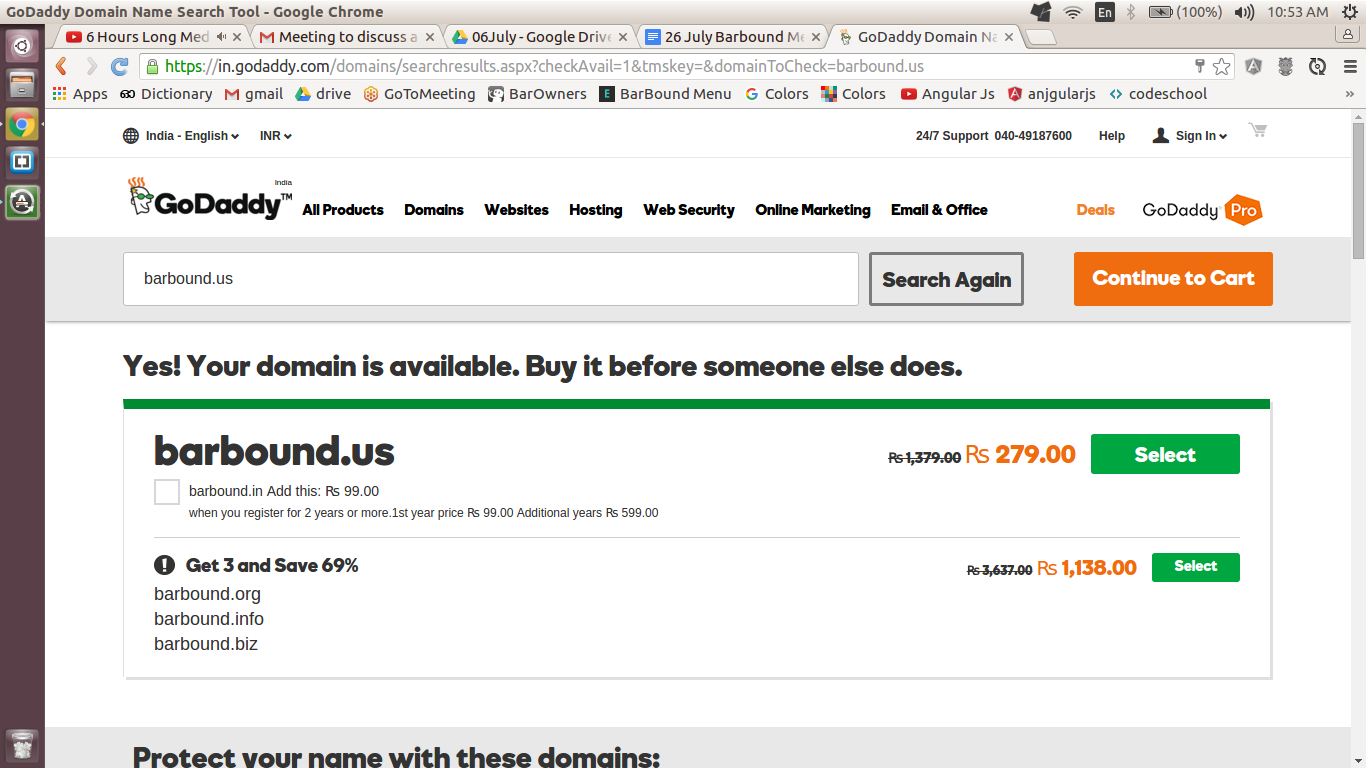 GoDaddy Domain Name Search Tool - Google Chrome
En (100%) 10:53 AM
6 Hours Long Med
Meeting to discuss a
06July - Google Drive
26 July Barbound Me
GoDaddy Domain Na
https://in.godaddy.com/domains/searchresults.aspx?checkAvail=1&tmskey=&domainToCheck=barbound.us
Apps Dictionary gmail drive GoToMeeting BarOwners BarBound Menu Colors Colors Angular Js anjgularjs codeschool »
India - English INR 24/7 Support 040-49187600 Help Sign In
India
GoDaddy™ All Products Domains Websites Hosting Web Security Online Marketing Email & Office Deals GoDaddy Pro
barbound.us Search Again Continue to Cart
Yes! Your domain is available. Buy it before someone else does.
barbound.us ₨ 1,379.00 ₨ 279.00 Select
barbound.in Add this: ₨ 99.00
when you register for 2 years or more.1st year price ₨ 99.00 Additional years ₨ 599.00
! Get 3 and Save 69% ₨ 3,637.00 ₨ 1,138.00 Select
barbound.org
barbound.info
barbound.biz
Protect your name with these domains: